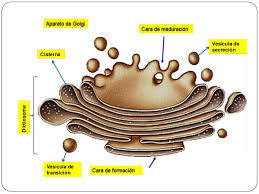 Aparato de Golgi
Cara de maduración
Vesícula de
secreción
Cisterna
Dictiosoma
Vesícula de
transición
Cara de formación